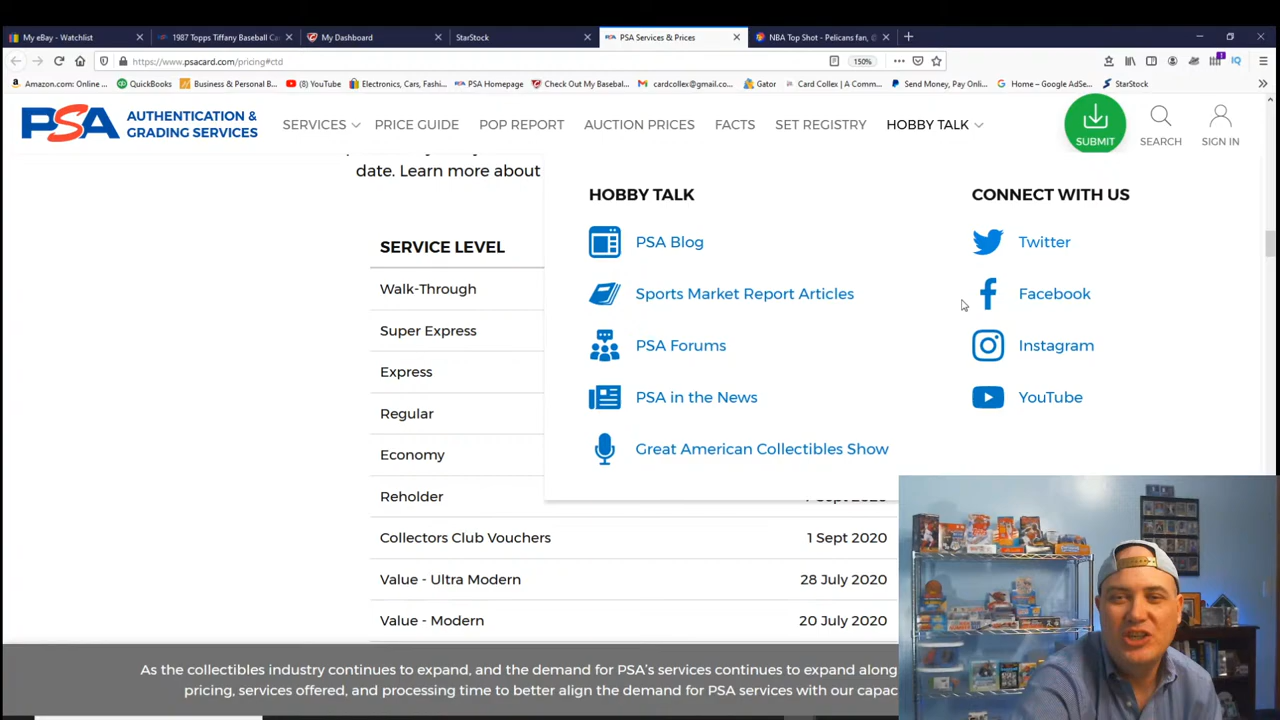 My eBay - Watchlist
1987 Topps Tiffany Baseball Ca
My Dashboard
StarStock
PSA Services & Prices
NBA Top Shot - Pelicans fan, d
https://www.psacard.com/pricing#ctd
150%
Amazon.com: Online ...
QuickBooks
Business & Personal B...
(8) YouTube
Electronics, Cars, Fashi...
PSA Homepage
Check Out My Basebal...
cardcollex@gmail.com...
Gator
Card Collex | A Comm...
Send Money, Pay Onli...
Home – Google AdSe...
StarStock
PSA
AUTHENTICATION &
GRADING SERVICES
SERVICES
PRICE GUIDE
POP REPORT
AUCTION PRICES
FACTS
SET REGISTRY
HOBBY TALK
SUBMIT
SEARCH
SIGN IN
date. Learn more about
HOBBY TALK
PSA Blog
Sports Market Report Articles
PSA Forums
PSA in the News
Great American Collectibles Show
CONNECT WITH US
Twitter
Facebook
Instagram
YouTube
SERVICE LEVEL
Walk-Through
Super Express
Express
Regular
Economy
Reholder
Collectors Club Vouchers 1 Sept 2020
Value - Ultra Modern 28 July 2020
Value - Modern 20 July 2020
As the collectibles industry continues to expand, and the demand for PSA's services continues to expand along
pricing, services offered, and processing time to better align the demand for PSA services with our capac